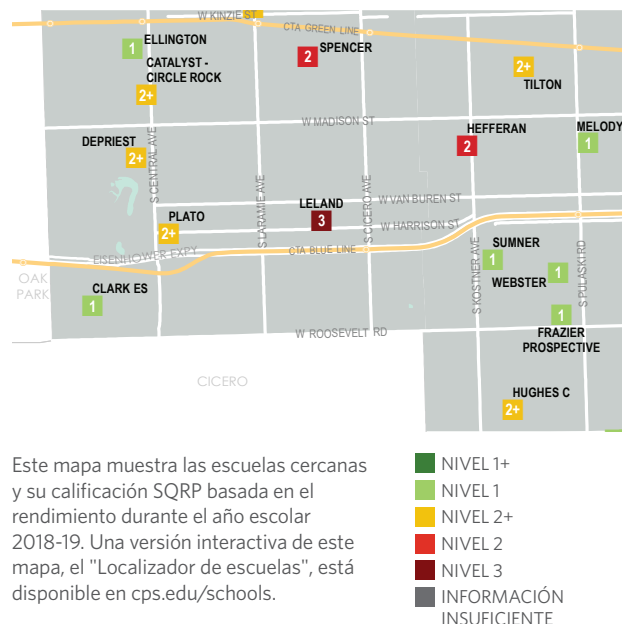 W KINZIE ST
CTA GREEN LINE
ELLINGTON
1
SPENCER
2
CATALYST -
CIRCLE ROCK
2+
2+
TILTON
W MADISON ST
HEFFERAN
2
MELODY
1
DEPRIEST
2+
S CENTRAL AVE
S LARAMIE AVE
S CICERO AVE
W VAN BUREN ST
LELAND
3
PLATO
2+
W HARRISON ST
EISENHOWER EXPY
CTA BLUE LINE
S KOSTNER AVE
S PULASKI RD
SUMNER
1
WEBSTER
1
OAK
PARK
CLARK ES
1
1
FRAZIER
PROSPECTIVE
W ROOSEVELT RD
CICERO
HUGHES C
2+
Este mapa muestra las escuelas cercanas
y su calificación SQRP basada en el
rendimiento durante el año escolar
2018-19. Una versión interactiva de este
mapa, el "Localizador de escuelas", está
disponible en cps.edu/schools.
NIVEL 1+
NIVEL 1
NIVEL 2+
NIVEL 2
NIVEL 3
INFORMACIÓN
INSUFICIENTE